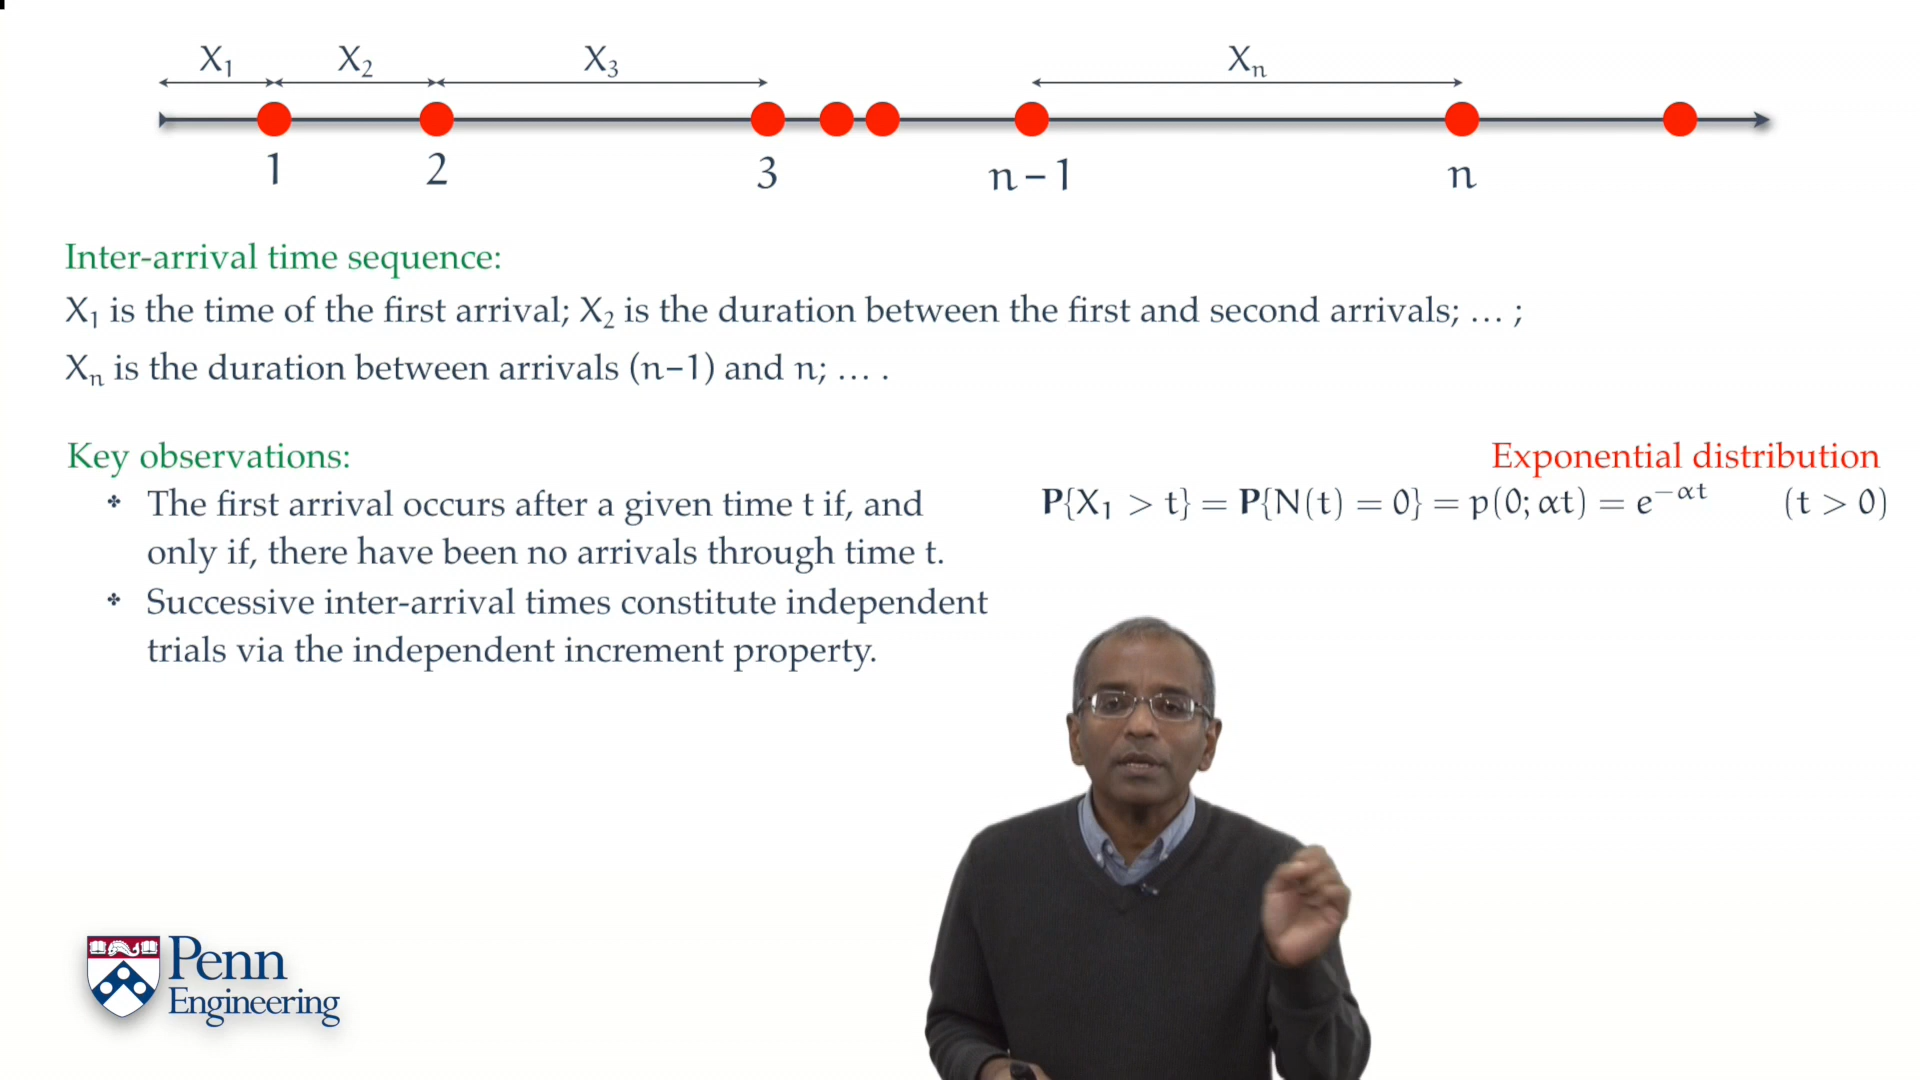 X₁ X₂ X₃ Xₙ
1 2 3 n−1 n
Inter-arrival time sequence:
X₁ is the time of the first arrival; X₂ is the duration between the first and second arrivals; … ;
Xₙ is the duration between arrivals (n−1) and n; … .
Key observations:
Exponential distribution
❖ The first arrival occurs after a given time t if, and
only if, there have been no arrivals through time t.
P{X₁ > t} = P{N(t) = 0} = p(0; αt) = e^{−αt} (t > 0)
❖ Successive inter-arrival times constitute independent
trials via the independent increment property.
Penn
Engineering